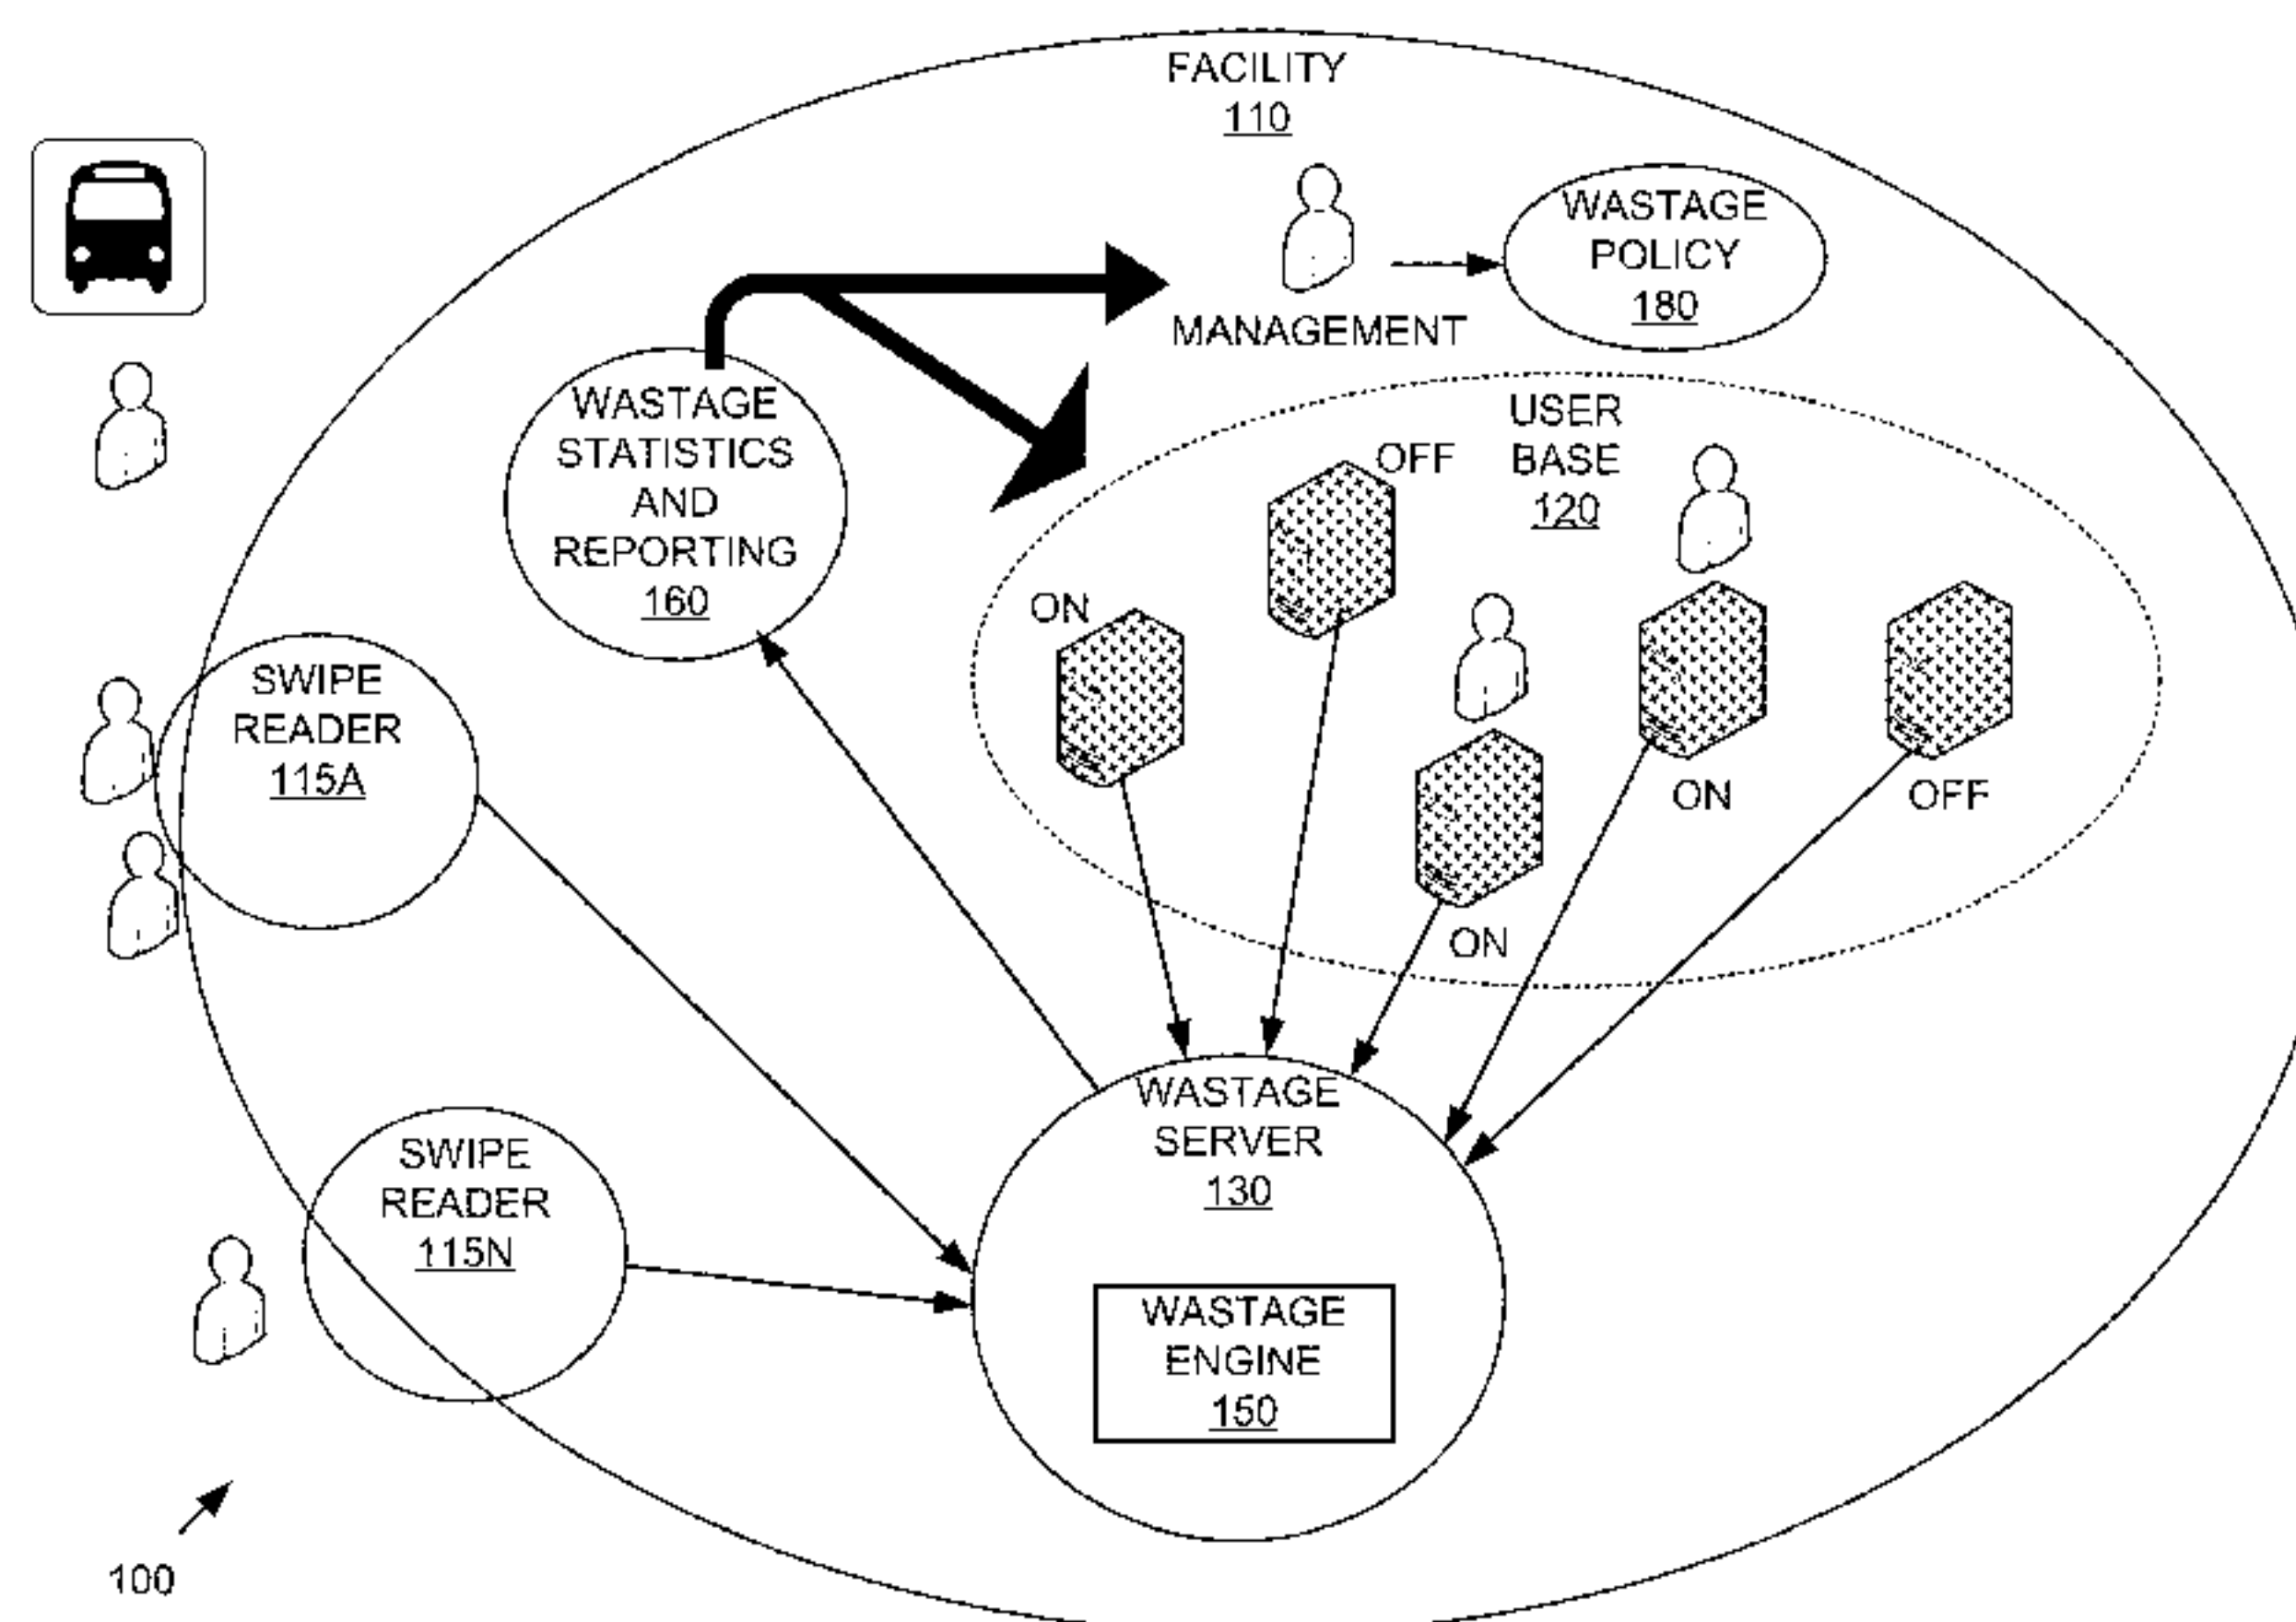 FACILITY
110
WASTAGE
POLICY
180
MANAGEMENT
WASTAGE
STATISTICS
AND
REPORTING
160
USER
BASE
120
OFF
ON
ON
OFF
ON
SWIPE
READER
115A
SWIPE
READER
115N
WASTAGE
SERVER
130
WASTAGE
ENGINE
150
100